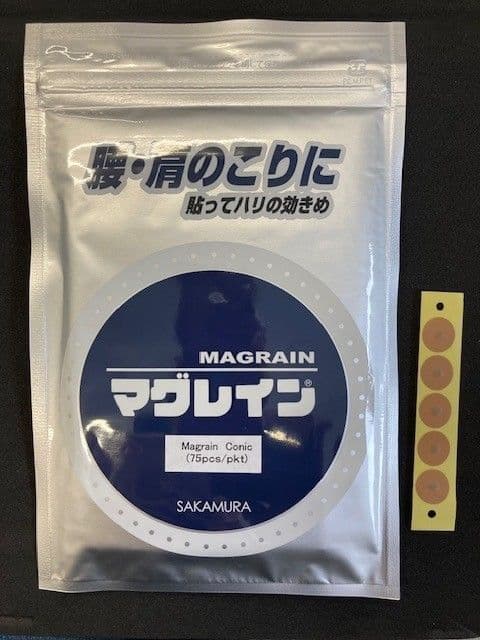 腰・肩のこりに
貼ってハリの効きめ
MAGRAIN
マグレイン®
Magrain Conic
(75pcs/pkt)
SAKAMURA